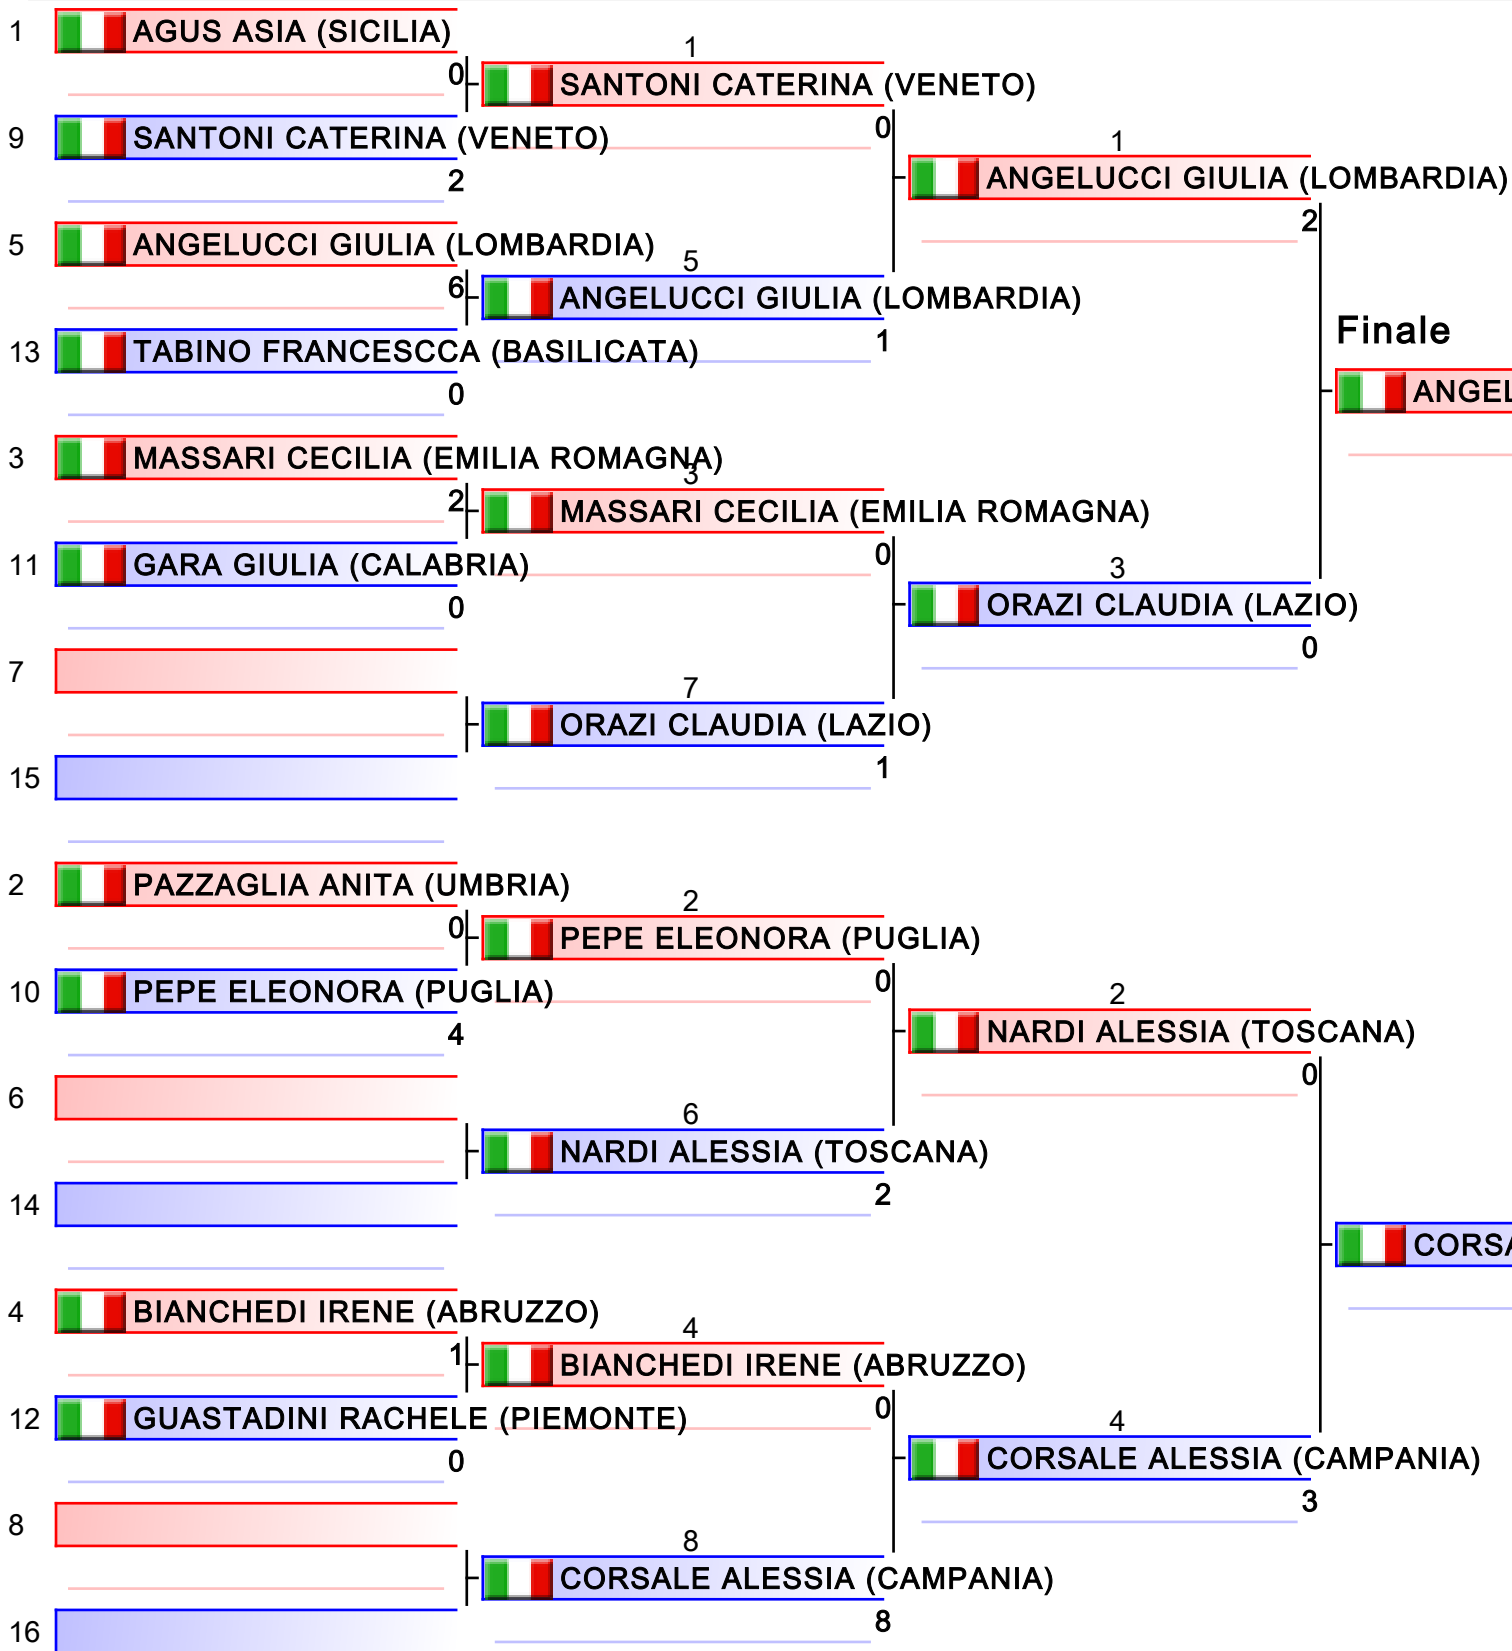 1 AGUS ASIA (SICILIA)
0
1
SANTONI CATERINA (VENETO)
0
9 SANTONI CATERINA (VENETO)
2
1
ANGELUCCI GIULIA (LOMBARDIA)
2
5 ANGELUCCI GIULIA (LOMBARDIA)
6
5
ANGELUCCI GIULIA (LOMBARDIA)
1
13 TABINO FRANCESCCA (BASILICATA)
0
Finale
ANGEL
3 MASSARI CECILIA (EMILIA ROMAGNA)
2
3
MASSARI CECILIA (EMILIA ROMAGNA)
0
11 GARA GIULIA (CALABRIA)
0
3
ORAZI CLAUDIA (LAZIO)
0
7
7
ORAZI CLAUDIA (LAZIO)
1
15
2 PAZZAGLIA ANITA (UMBRIA)
0
2
PEPE ELEONORA (PUGLIA)
0
10 PEPE ELEONORA (PUGLIA)
4
2
NARDI ALESSIA (TOSCANA)
0
6
6
NARDI ALESSIA (TOSCANA)
2
14
CORSA
4 BIANCHEDI IRENE (ABRUZZO)
1
4
BIANCHEDI IRENE (ABRUZZO)
0
12 GUASTADINI RACHELE (PIEMONTE)
0
4
CORSALE ALESSIA (CAMPANIA)
3
8
8
CORSALE ALESSIA (CAMPANIA)
8
16